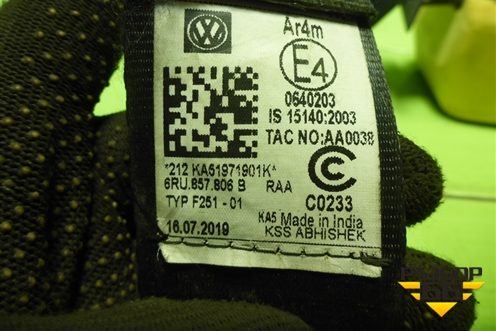 Ar4m
E4
0640203
IS 15140:2003
TAC NO:AA0038
*212 KA51971901K*
6RU.857.806 B RAA
TYP F251 - 01
C0233
16.07.2019
KA5 Made in India
KSS ABHISHEK